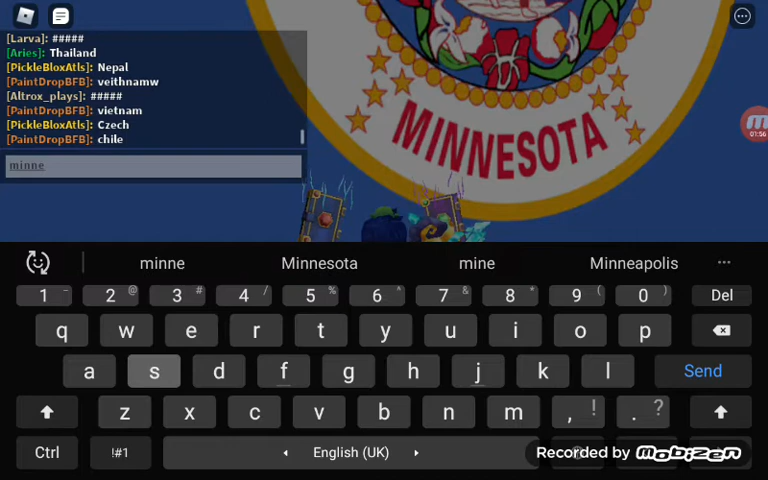 [Larva]: #####
[Aries]: Thailand
[PickleBloxAtls]: Nepal
[PaintDropBFB]: veithnamw
[Altrox_plays]: #####
[PaintDropBFB]: vietnam
[PickleBloxAtls]: Czech
[PaintDropBFB]: chile
minne
MINNESOTA
01:56
minne Minnesota mine Minneapolis ...
1 - 2 @ 3 # 4 / 5 % 6 ^ 7 & 8 * 9 ( 0 ) Del
q w e r t y u i o p
a s d f g h j k l Send
z x c v b n m , ! . ?
Ctrl !#1 English (UK)
Recorded by MOBIZEN